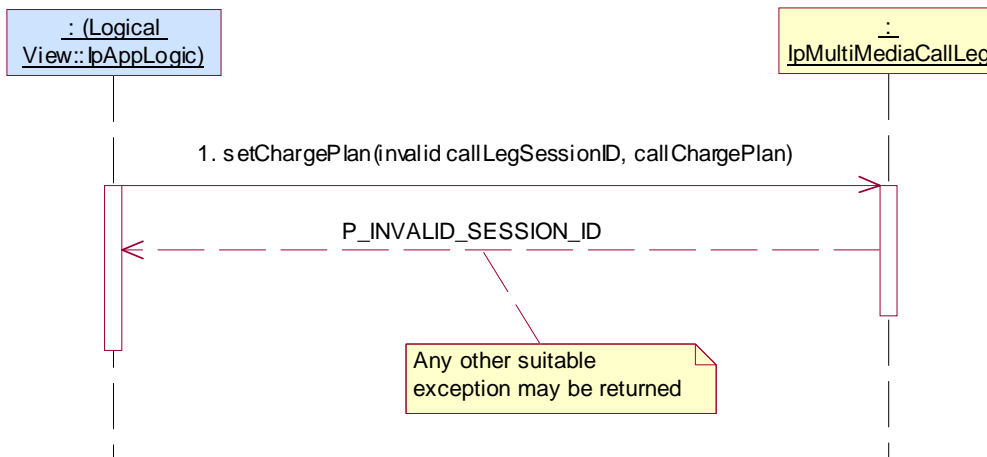 : (Logical
View::IpAppLogic)
:
IpMultiMediaCallLeg
1. setChargePlan(invalid callLegSessionID, callChargePlan)
P_INVALID_SESSION_ID
Any other suitable
exception may be returned